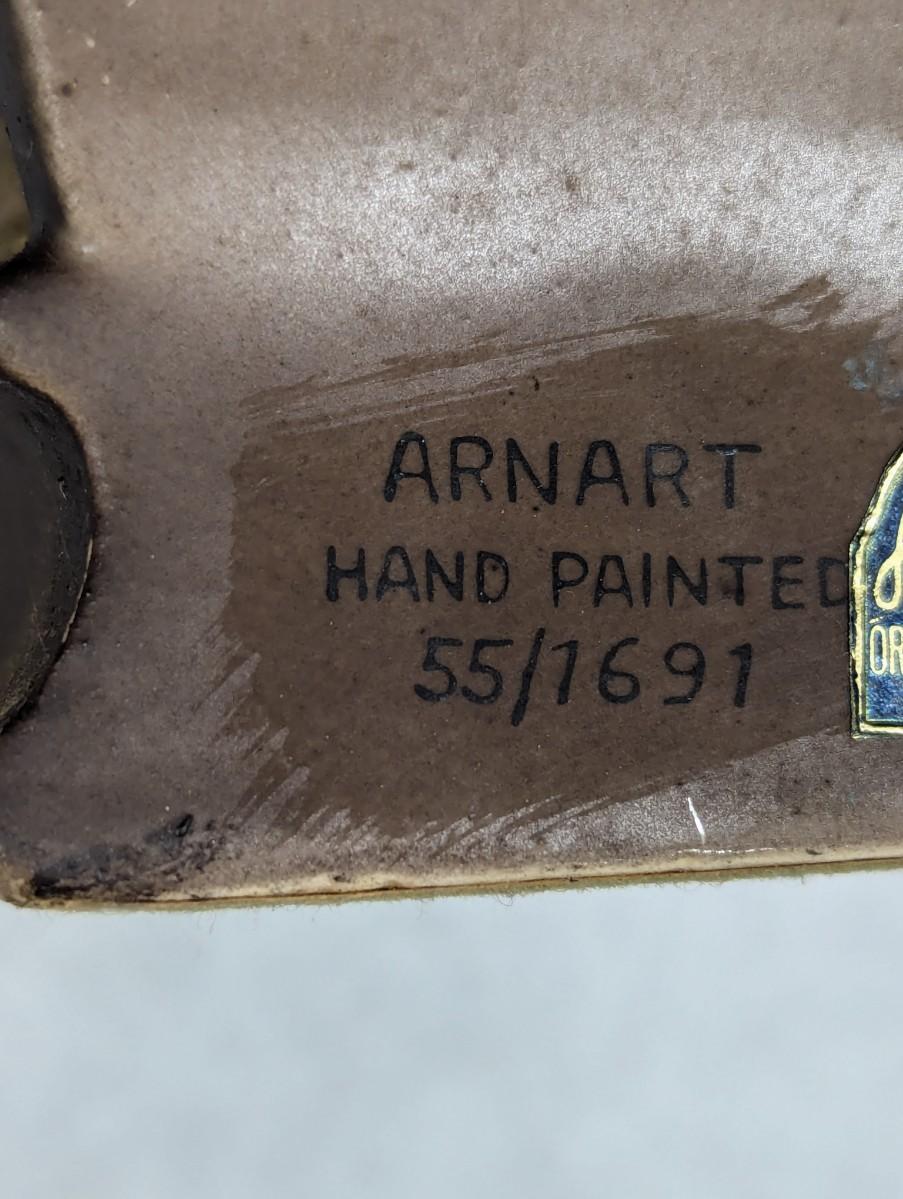 ARNART
HAND PAINTED
55/1691